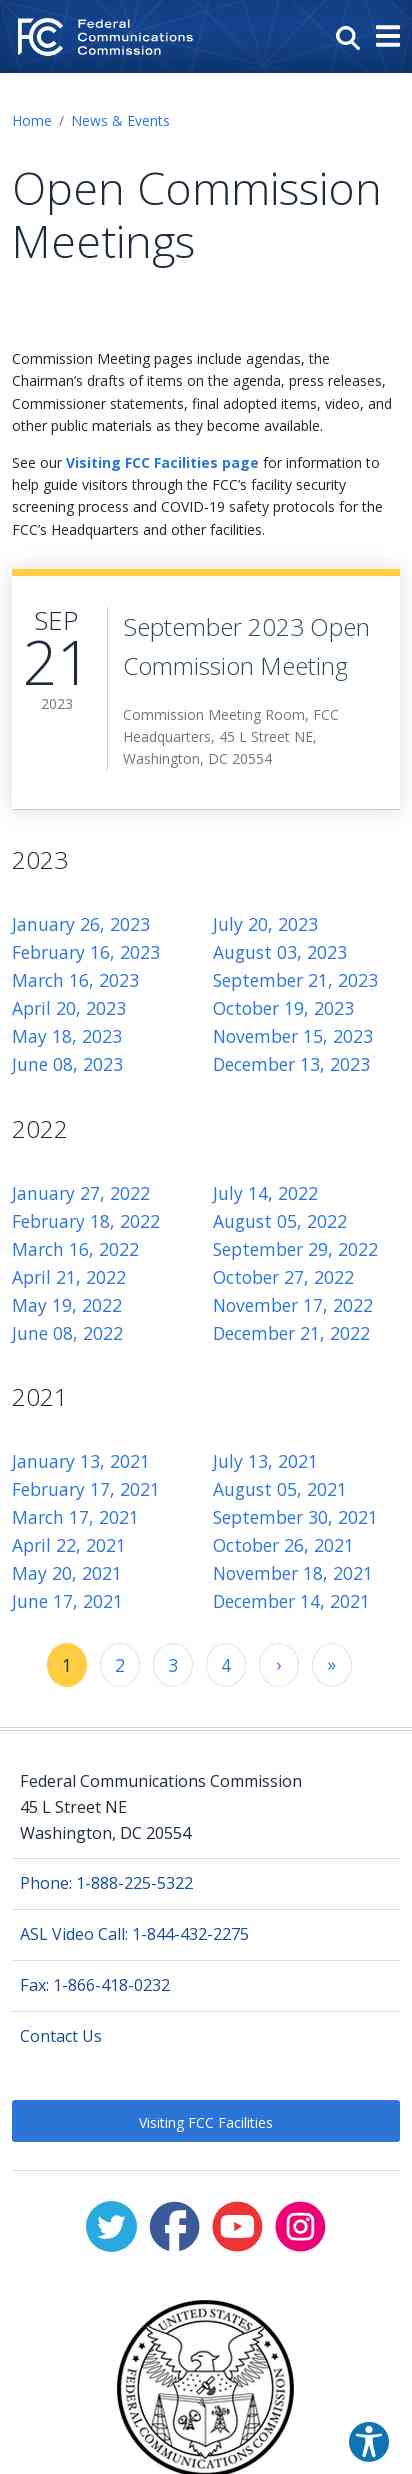 FC
Federal
Communications
Commission
Home / News & Events
Open Commission
Meetings
Commission Meeting pages include agendas, the
Chairman's drafts of items on the agenda, press releases,
Commissioner statements, final adopted items, video, and
other public materials as they become available.
See our Visiting FCC Facilities page for information to
help guide visitors through the FCC's facility security
screening process and COVID-19 safety protocols for the
FCC's Headquarters and other facilities.
SEP
21
2023
September 2023 Open
Commission Meeting
Commission Meeting Room, FCC
Headquarters, 45 L Street NE,
Washington, DC 20554
2023
January 26, 2023
February 16, 2023
March 16, 2023
April 20, 2023
May 18, 2023
June 08, 2023
July 20, 2023
August 03, 2023
September 21, 2023
October 19, 2023
November 15, 2023
December 13, 2023
2022
January 27, 2022
February 18, 2022
March 16, 2022
April 21, 2022
May 19, 2022
June 08, 2022
July 14, 2022
August 05, 2022
September 29, 2022
October 27, 2022
November 17, 2022
December 21, 2022
2021
January 13, 2021
February 17, 2021
March 17, 2021
April 22, 2021
May 20, 2021
June 17, 2021
July 13, 2021
August 05, 2021
September 30, 2021
October 26, 2021
November 18, 2021
December 14, 2021
1 2 3 4 › »
Federal Communications Commission
45 L Street NE
Washington, DC 20554
Phone: 1-888-225-5322
ASL Video Call: 1-844-432-2275
Fax: 1-866-418-0232
Contact Us
Visiting FCC Facilities
UNITED STATES
FEDERAL COMMUNICATIONS COMMISSION